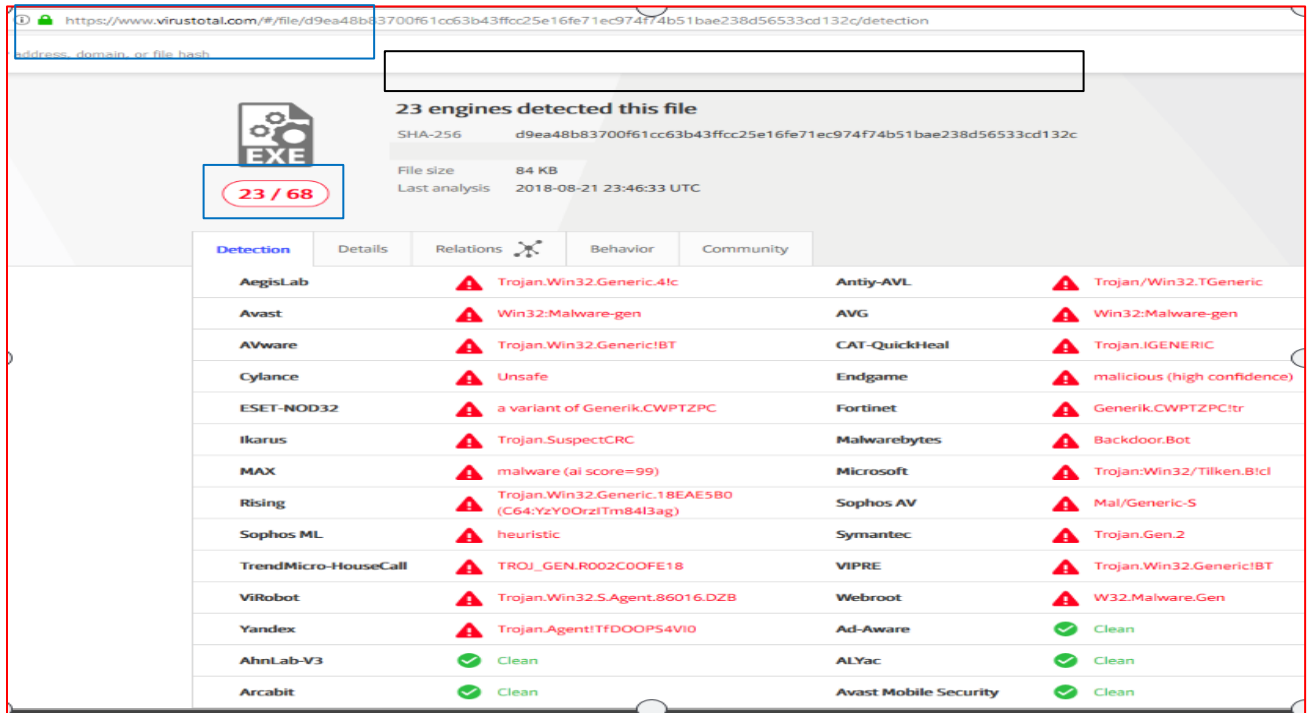 https://www.virustotal.com/#/file/d9ea48b83700f61cc63b43ffcc25e16fe71ec974f74b51bae238d56533cd132c/detection
address, domain, or file hash
23 engines detected this file
SHA-256 d9ea48b83700f61cc63b43ffcc25e16fe71ec974f74b51bae238d56533cd132c
EXE
File size 84 KB
23 / 68
Last analysis 2018-08-21 23:46:33 UTC
Detection Details Relations Behavior Community
AegisLab Trojan.Win32.Generic.4!c Antiy-AVL Trojan/Win32.TGeneric
Avast Win32:Malware-gen AVG Win32:Malware-gen
AVware Trojan.Win32.Generic!BT CAT-QuickHeal Trojan.IGENERIC
Cylance Unsafe Endgame malicious (high confidence)
ESET-NOD32 a variant of Generik.CWPTZPC Fortinet Generik.CWPTZPC!tr
Ikarus Trojan.SuspectCRC Malwarebytes Backdoor.Bot
MAX malware (ai score=99) Microsoft Trojan:Win32/Tilken.B!cl
Rising Trojan.Win32.Generic.18EAE5B0 (C64:YzY0OrzITm84l3ag) Sophos AV Mal/Generic-S
Sophos ML heuristic Symantec Trojan.Gen.2
TrendMicro-HouseCall TROJ_GEN.R002C0OFE18 VIPRE Trojan.Win32.Generic!BT
ViRobot Trojan.Win32.S.Agent.86016.DZB Webroot W32.Malware.Gen
Yandex Trojan.Agent!TfDOOPS4VI0 Ad-Aware Clean
AhnLab-V3 Clean ALYac Clean
Arcabit Clean Avast Mobile Security Clean